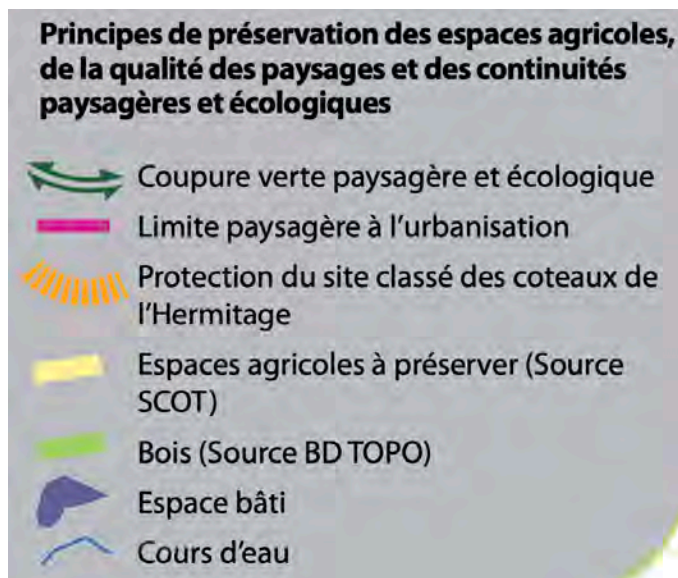 Principes de préservation des espaces agricoles,
de la qualité des paysages et des continuités
paysagères et écologiques
Coupure verte paysagère et écologique
Limite paysagère à l'urbanisation
Protection du site classé des coteaux de
l'Hermitage
Espaces agricoles à préserver (Source
SCOT)
Bois (Source BD TOPO)
Espace bâti
Cours d'eau